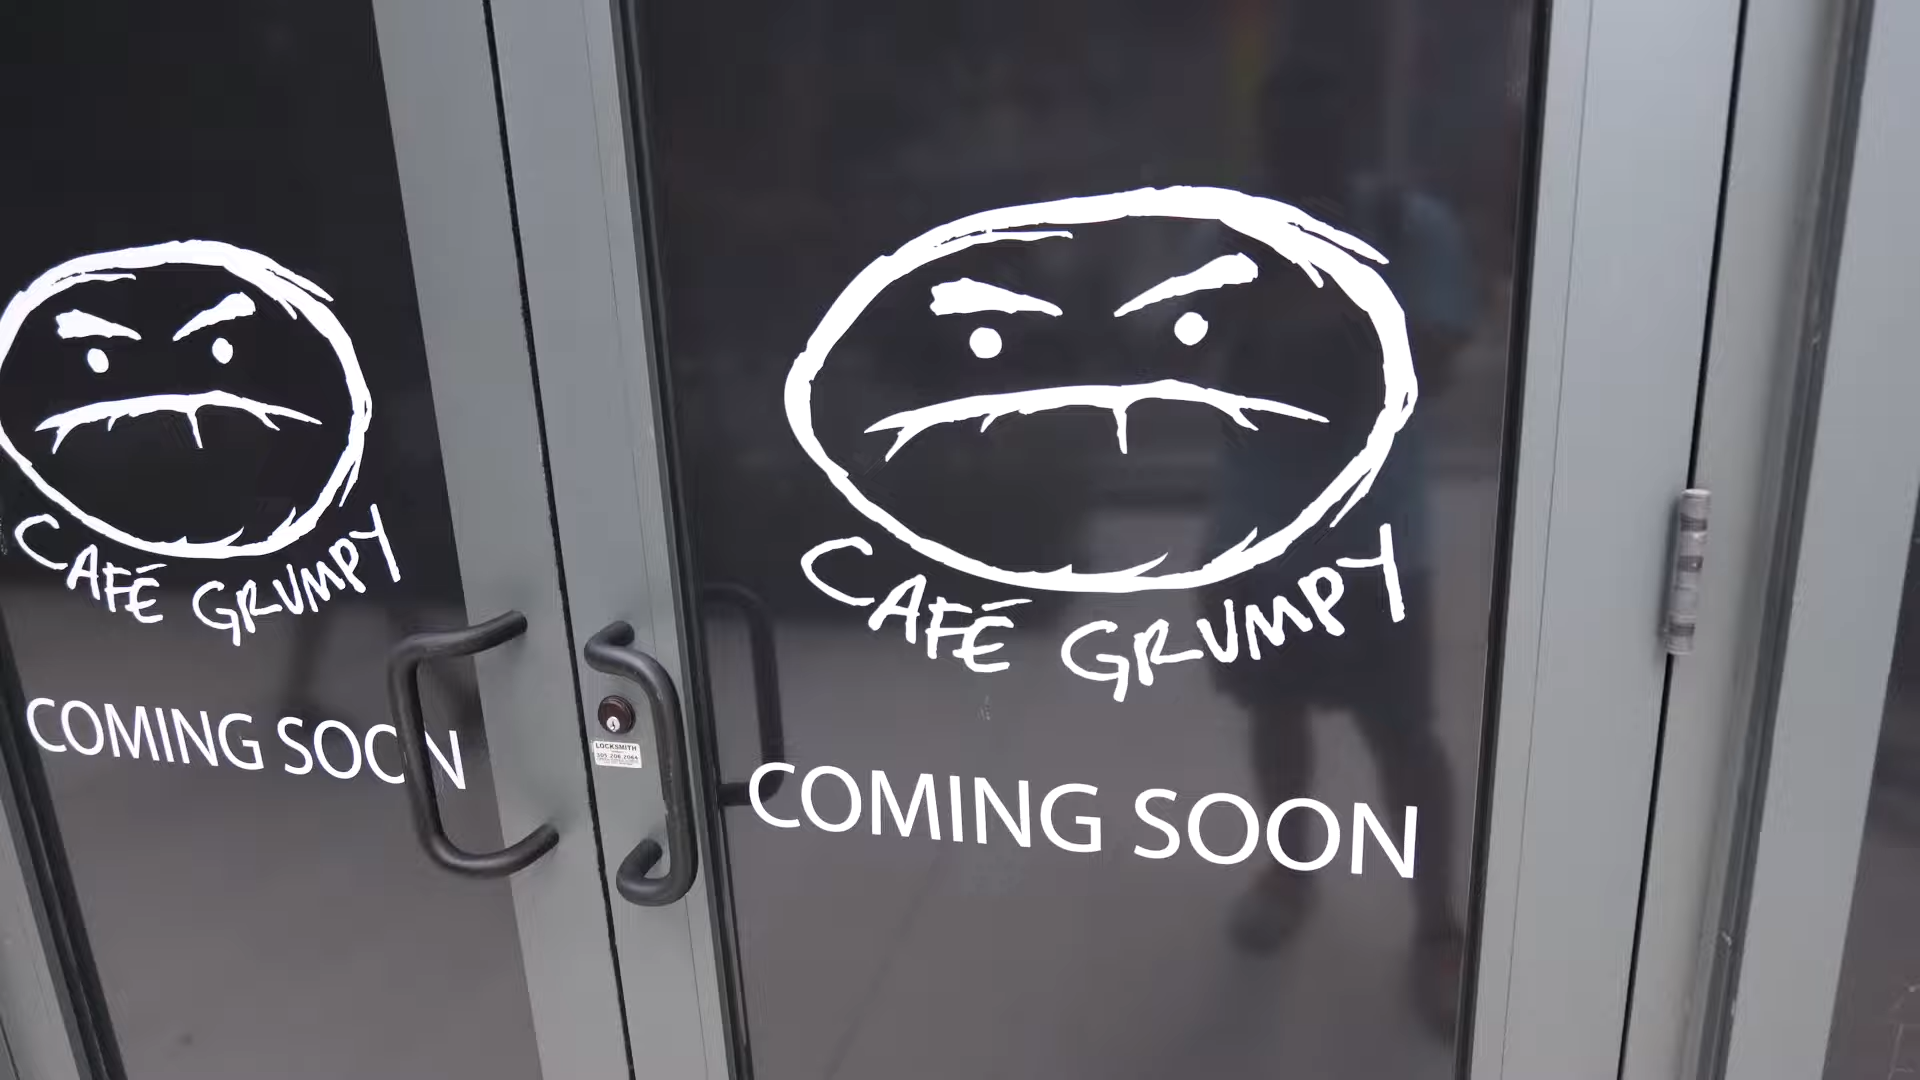 CAFÉ GRUMPY
COMING SOON
LOCKSMITH
CAFÉ GRUMPY
COMING SOON